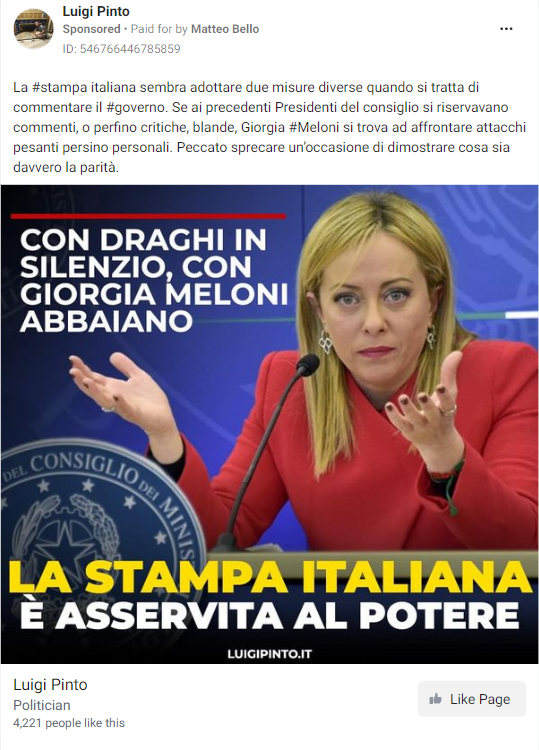 Luigi Pinto
Sponsored • Paid for by Matteo Bello
ID: 546766446785859
La #stampa italiana sembra adottare due misure diverse quando si tratta di
commentare il #governo. Se ai precedenti Presidenti del consiglio si riservavano
commenti, o perfino critiche, blande, Giorgia #Meloni si trova ad affrontare attacchi
pesanti persino personali. Peccato sprecare un'occasione di dimostrare cosa sia
davvero la parità.
CON DRAGHI IN
SILENZIO, CON
GIORGIA MELONI
ABBAIANO
DEL CONSIGLIO DEI MINIS
LA STAMPA ITALIANA
È ASSERVITA AL POTERE
LUIGIPINTO.IT
Luigi Pinto
Politician
4,221 people like this
Like Page